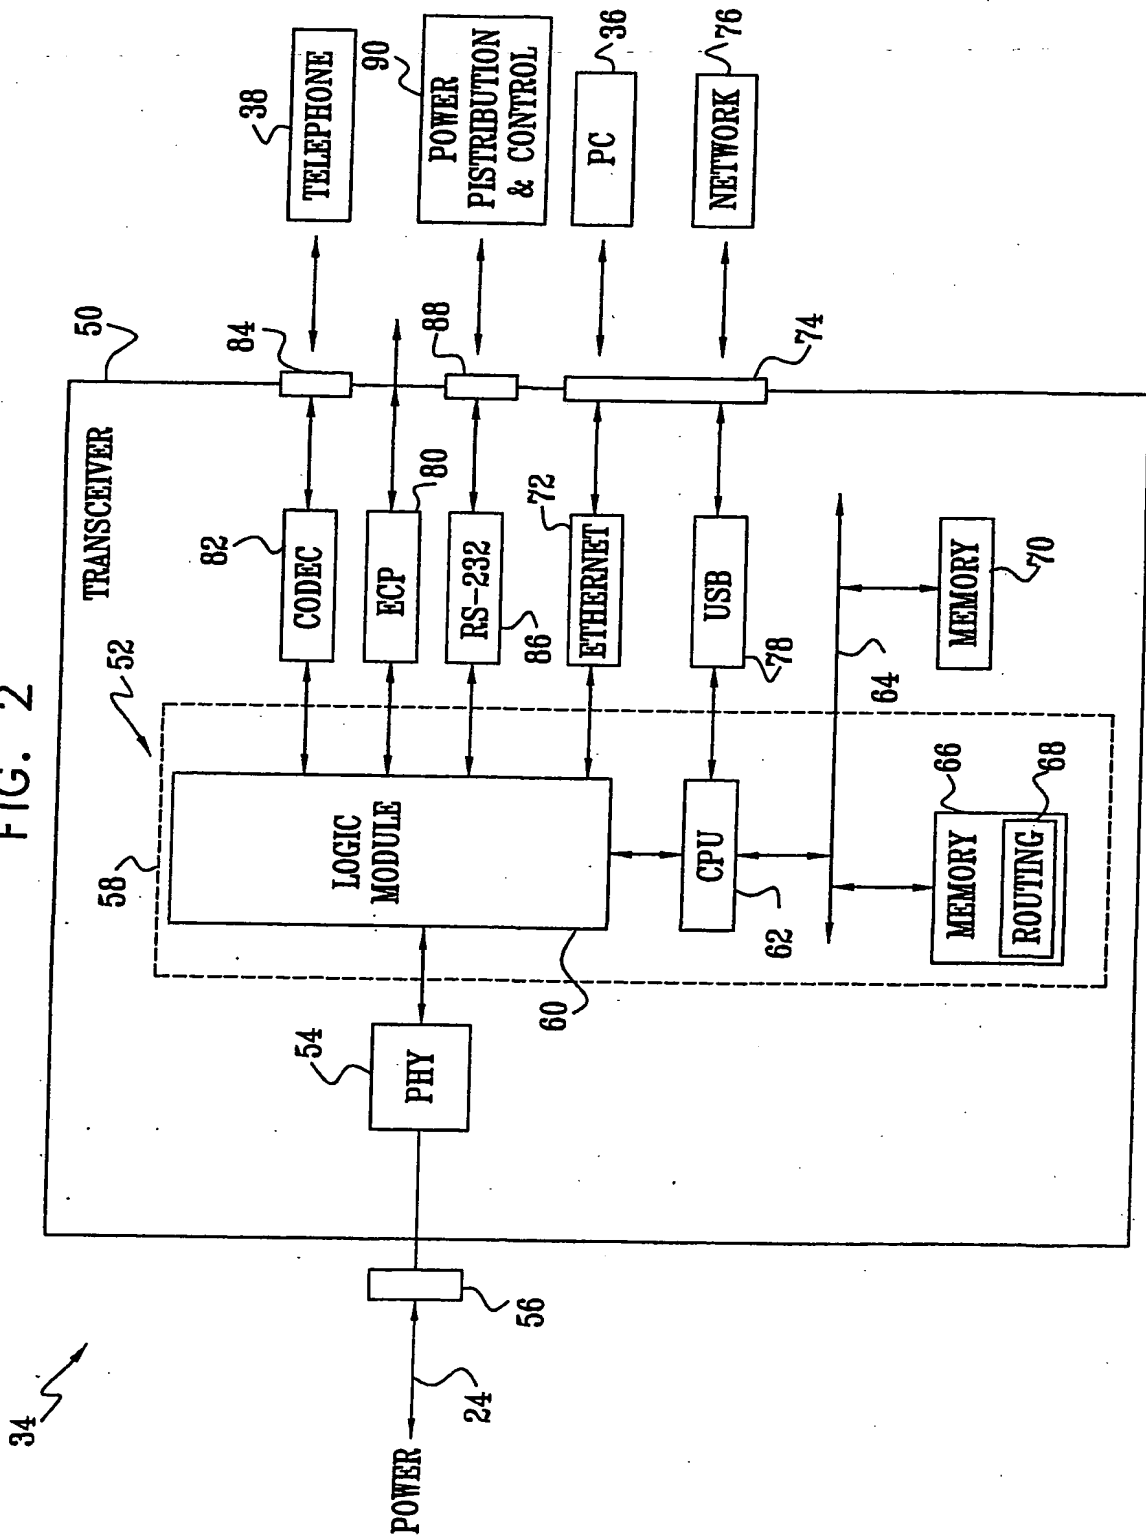 FIG. 2
34
50
TRANSCEIVER
52
58
84
38
TELEPHONE
82
CODEC
90
POWER
PISTRIBUTION
& CONTROL
54
PHY
LOGIC
MODULE
60
80
ECP
88
86
RS-232
POWER
24
56
72
ETHERNET
36
PC
62
CPU
78
USB
74
76
NETWORK
64
66
MEMORY
68
ROUTING
70
MEMORY